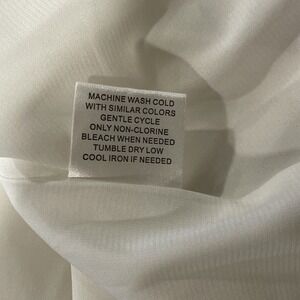 MACHINE WASH COLD
WITH SIMILAR COLORS
GENTLE CYCLE
ONLY NON-CLORINE
BLEACH WHEN NEEDED
TUMBLE DRY LOW
COOL IRON IF NEEDED